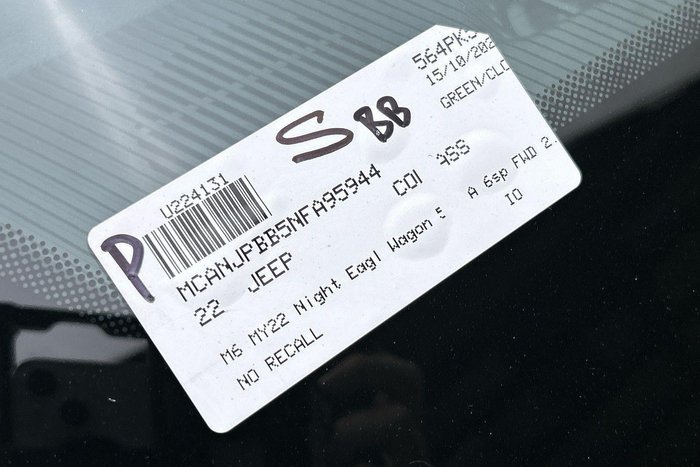 564PK
15/10/202
GREEN/CLO
S BB
P
U224131
MCANJPBB5NFA95944
22 JEEP COM ASS
M6 MY22 Night Eagl Wagon 5 A 6sp FWD 2.
NO RECALL IO